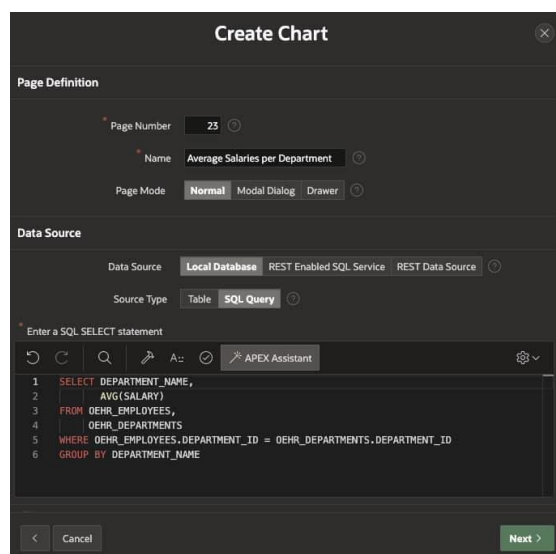 Create Chart
Page Definition
* Page Number 23
* Name Average Salaries per Department
Page Mode Normal Modal Dialog Drawer
Data Source
Data Source Local Database REST Enabled SQL Service REST Data Source
Source Type Table SQL Query
* Enter a SQL SELECT statement
A:: APEX Assistant
1 SELECT DEPARTMENT_NAME,
2 AVG(SALARY)
3 FROM OEHR_EMPLOYEES,
4 OEHR_DEPARTMENTS
5 WHERE OEHR_EMPLOYEES.DEPARTMENT_ID = OEHR_DEPARTMENTS.DEPARTMENT_ID
6 GROUP BY DEPARTMENT_NAME
< Cancel Next >